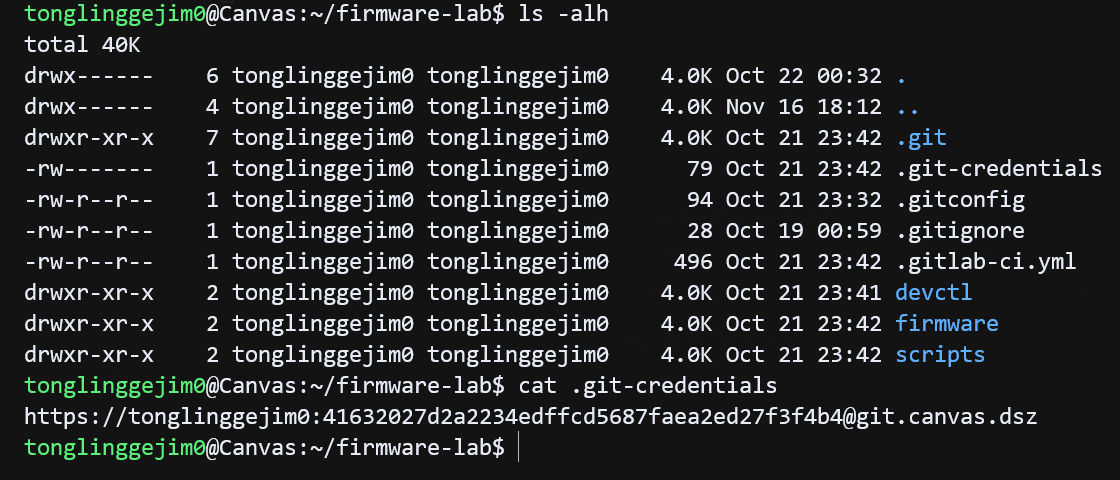 tonglinggejim0@Canvas:~/firmware-lab$ ls -alh
total 40K
drwx------ 6 tonglinggejim0 tonglinggejim0 4.0K Oct 22 00:32 .
drwx------ 4 tonglinggejim0 tonglinggejim0 4.0K Nov 16 18:12 ..
drwxr-xr-x 7 tonglinggejim0 tonglinggejim0 4.0K Oct 21 23:42 .git
-rw------- 1 tonglinggejim0 tonglinggejim0 79 Oct 21 23:42 .git-credentials
-rw-r--r-- 1 tonglinggejim0 tonglinggejim0 94 Oct 21 23:32 .gitconfig
-rw-r--r-- 1 tonglinggejim0 tonglinggejim0 28 Oct 19 00:59 .gitignore
-rw-r--r-- 1 tonglinggejim0 tonglinggejim0 496 Oct 21 23:42 .gitlab-ci.yml
drwxr-xr-x 2 tonglinggejim0 tonglinggejim0 4.0K Oct 21 23:41 devctl
drwxr-xr-x 2 tonglinggejim0 tonglinggejim0 4.0K Oct 21 23:42 firmware
drwxr-xr-x 2 tonglinggejim0 tonglinggejim0 4.0K Oct 21 23:42 scripts
tonglinggejim0@Canvas:~/firmware-lab$ cat .git-credentials
https://tonglinggejim0:41632027d2a2234edffcd5687faea2ed27f3f4b4@git.canvas.dsz
tonglinggejim0@Canvas:~/firmware-lab$